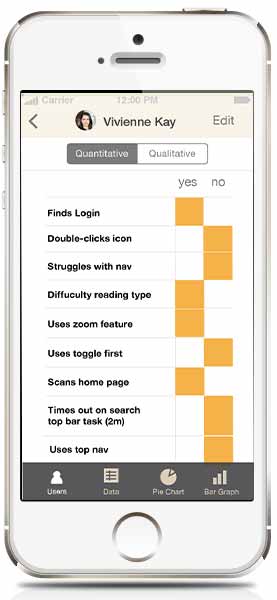 Carrier 12:00 PM
Vivienne Kay Edit
Quantitative Qualitative
yes no
Finds Login
Double-clicks icon
Struggles with nav
Diffuculty reading type
Uses zoom feature
Uses toggle first
Scans home page
Times out on search
top bar task (2m)
Uses top nav
Users Data Pie Chart Bar Graph